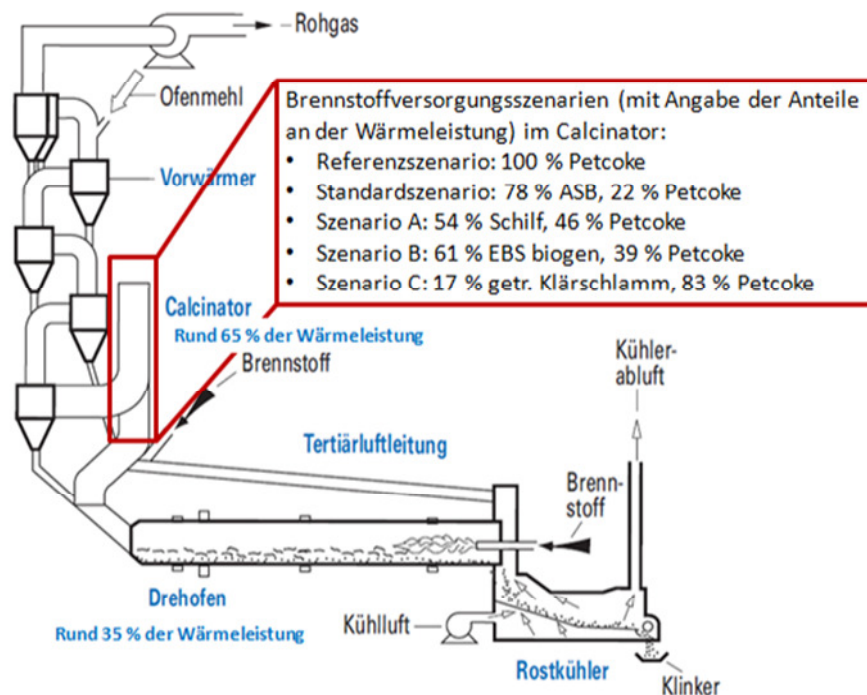 Rohgas
Ofenmehl
Brennstoffversorgungsszenarien (mit Angabe der Anteile
an der Wärmeleistung) im Calcinator:
• Referenzszenario: 100 % Petcoke
• Standardszenario: 78 % ASB, 22 % Petcoke
• Szenario A: 54 % Schilf, 46 % Petcoke
• Szenario B: 61 % EBS biogen, 39 % Petcoke
• Szenario C: 17 % getr. Klärschlamm, 83 % Petcoke
Vorwärmer
Calcinator
Rund 65 % der Wärmeleistung
Brennstoff
Kühler-
abluft
Tertiärluftleitung
Brenn-
stoff
Drehofen
Rund 35 % der Wärmeleistung
Kühlluft
Rostkühler
Klinker